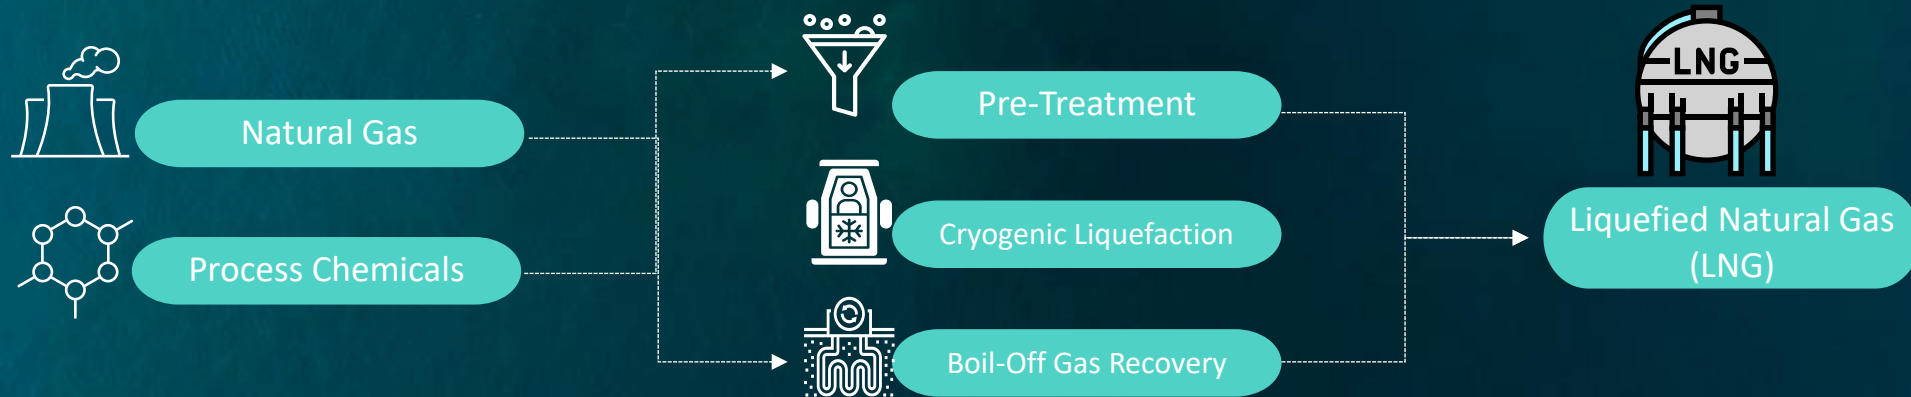 Natural Gas
Process Chemicals
Pre-Treatment
Cryogenic Liquefaction
Boil-Off Gas Recovery
LNG
Liquefied Natural Gas
(LNG)